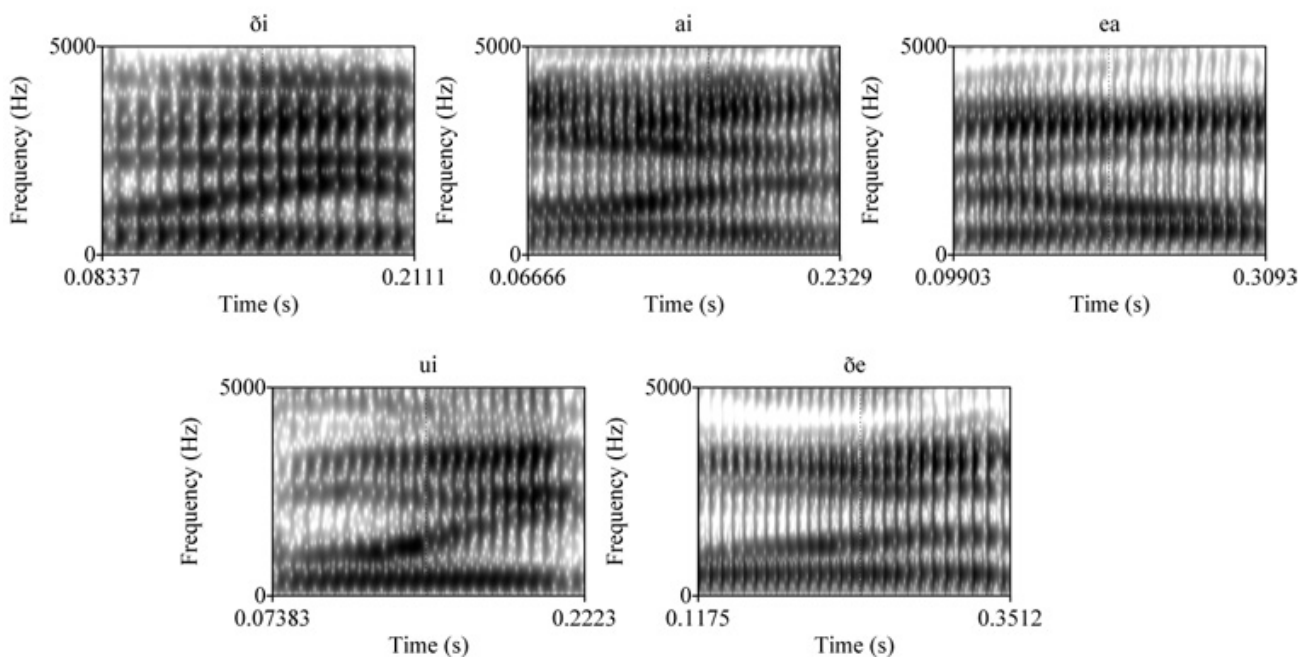 ði
ai
ea
5000
5000
5000
Frequency (Hz)
Frequency (Hz)
Frequency (Hz)
0
0
0
0.08337
0.2111
0.06666
0.2329
0.09903
0.3093
Time (s)
Time (s)
Time (s)
ui
ðe
5000
5000
Frequency (Hz)
Frequency (Hz)
0
0
0.07383
0.2223
0.1175
0.3512
Time (s)
Time (s)